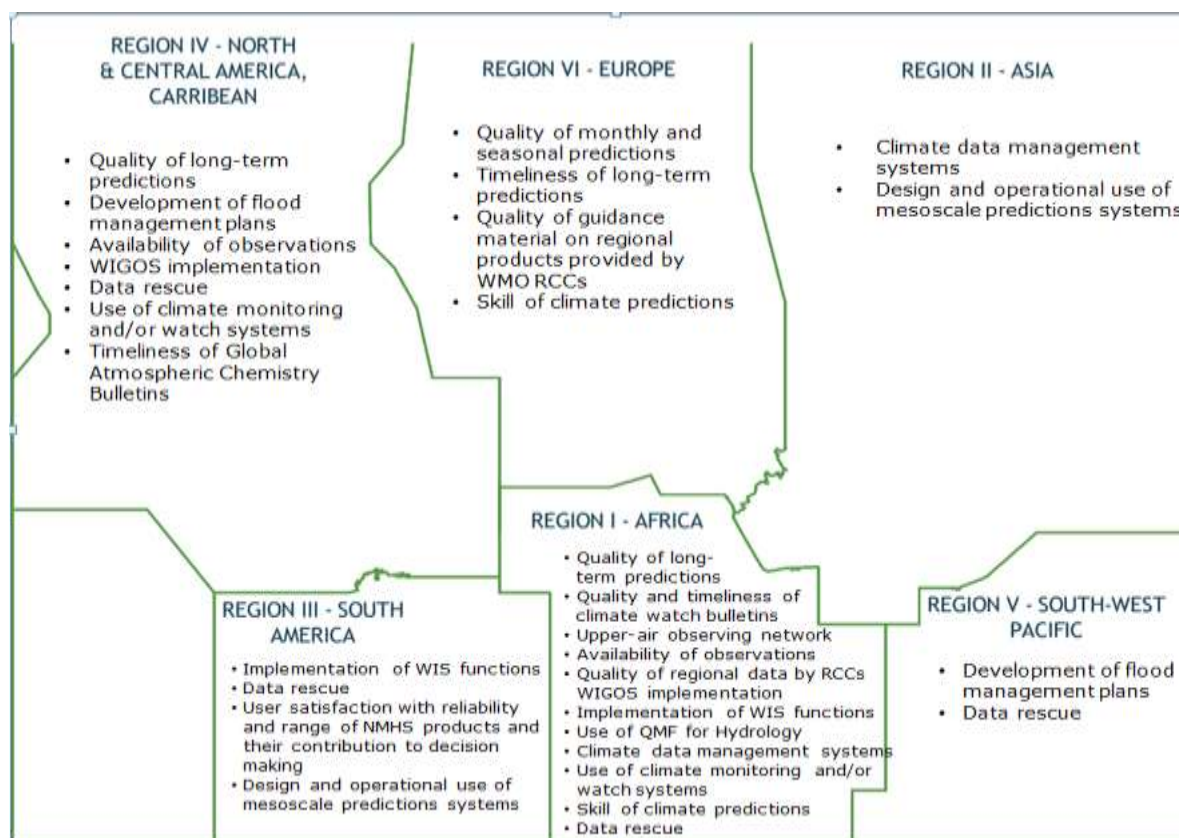 REGION IV - NORTH
& CENTRAL AMERICA,
CARRIBEAN
• Quality of long-term
predictions
• Development of flood
management plans
• Availability of observations
• WIGOS implementation
• Data rescue
• Use of climate monitoring
and/or watch systems
• Timeliness of Global
Atmospheric Chemistry
Bulletins
REGION VI - EUROPE
• Quality of monthly and
seasonal predictions
• Timeliness of long-term
predictions
• Quality of guidance
material on regional
products provided by
WMO RCCs
• Skill of climate predictions
REGION II - ASIA
• Climate data management
systems
• Design and operational use of
mesoscale predictions systems
REGION III - SOUTH
AMERICA
• Implementation of WIS functions
• Data rescue
• User satisfaction with reliability
and range of NMHS products and
their contribution to decision
making
• Design and operational use of
mesoscale predictions systems
REGION I - AFRICA
• Quality of long-
term predictions
• Quality and timeliness of
climate watch bulletins
• Upper-air observing network
• Availability of observations
• Quality of regional data by RCCs
WIGOS implementation
• Implementation of WIS functions
• Use of QMF for Hydrology
• Climate data management systems
• Use of climate monitoring and/or
watch systems
• Skill of climate predictions
• Data rescue
REGION V - SOUTH-WEST
PACIFIC
• Development of flood
management plans
• Data rescue